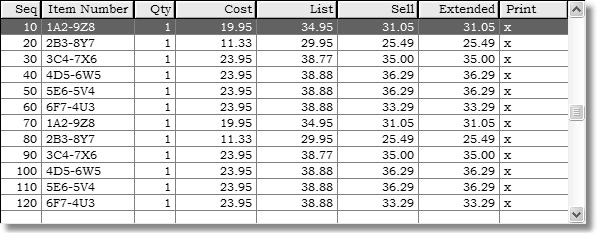 Seq Item Number Qty Cost List Sell Extended Print
10 1A2-9Z8 1 19.95 34.95 31.05 31.05 x
20 2B3-8Y7 1 11.33 29.95 25.49 25.49 x
30 3C4-7X6 1 23.95 38.77 35.00 35.00 x
40 4D5-6W5 1 23.95 38.88 36.29 36.29 x
50 5E6-5V4 1 23.95 38.88 36.29 36.29 x
60 6F7-4U3 1 23.95 38.88 33.29 33.29 x
70 1A2-9Z8 1 19.95 34.95 31.05 31.05 x
80 2B3-8Y7 1 11.33 29.95 25.49 25.49 x
90 3C4-7X6 1 23.95 38.77 35.00 35.00 x
100 4D5-6W5 1 23.95 38.88 36.29 36.29 x
110 5E6-5V4 1 23.95 38.88 36.29 36.29 x
120 6F7-4U3 1 23.95 38.88 33.29 33.29 x